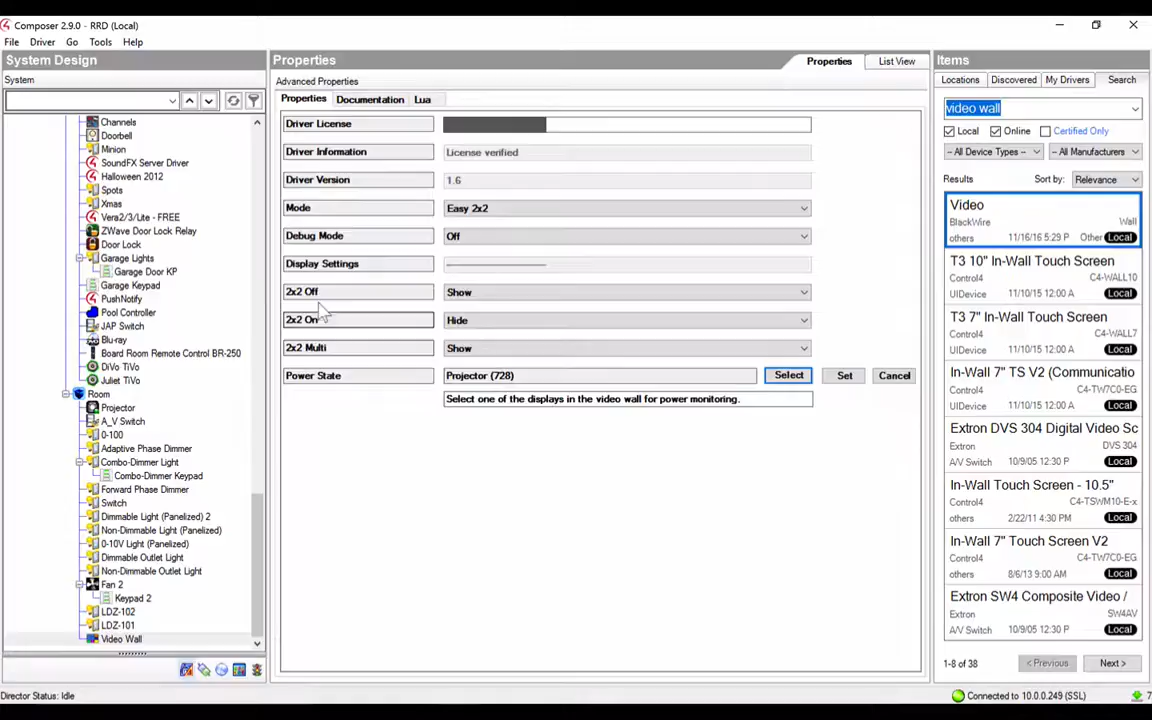 Composer 2.9.0 - RRD (Local)
File Driver Go Tools Help
System Design
System
Channels
Doorbell
Minion
SoundFX Server Driver
Halloween 2012
Spots
Xmas
Vera2/3/Lite - FREE
ZWave Door Lock Relay
Door Lock
Garage Lights
Garage Door KP
Garage Keypad
PushNotify
Pool Controller
JAP Switch
Blu-ray
Board Room Remote Control BR-250
DiVo TiVo
Juliet TiVo
Room
Projector
A_V Switch
0-100
Adaptive Phase Dimmer
Combo-Dimmer Light
Combo-Dimmer Keypad
Forward Phase Dimmer
Switch
Dimmable Light (Panelized) 2
Non-Dimmable Light (Panelized)
0-10V Light (Panelized)
Dimmable Outlet Light
Non-Dimmable Outlet Light
Fan 2
Keypad 2
LDZ-102
LDZ-101
Video Wall
Director Status: Idle
Properties
Properties List View
Advanced Properties
Properties Documentation Lua
Driver License
Driver Information License verified
Driver Version 1.6
Mode Easy 2x2
Debug Mode Off
Display Settings
2x2 Off Show
2x2 On Hide
2x2 Multi Show
Power State Projector (728) Select Set Cancel
Select one of the displays in the video wall for power monitoring.
Items
Locations Discovered My Drivers Search
video wall
Local Online Certified Only
-- All Device Types -- -- All Manufacturers
Results Sort by: Relevance
Video
BlackWire Wall
others 11/16/16 5:29 P Other Local
T3 10" In-Wall Touch Screen
Control4 C4-WALL10
UIDevice 11/10/15 12:00 A Local
T3 7" In-Wall Touch Screen
Control4 C4-WALL7
UIDevice 11/10/15 12:00 A Local
In-Wall 7" TS V2 (Communicatio
Control4 C4-TW7C0-EG
UIDevice 11/10/15 12:00 A Local
Extron DVS 304 Digital Video Sc
Extron DVS 304
A/V Switch 10/9/05 12:30 P Local
In-Wall Touch Screen - 10.5"
Control4 C4-TSWM10-E-x
others 2/22/11 4:30 PM Local
In-Wall 7" Touch Screen V2
Control4 C4-TW7C0-EG
others 8/6/13 9:00 AM Local
Extron SW4 Composite Video /
Extron SW4AV
A/V Switch 10/9/05 12:30 P Local
1-8 of 38 < Previous Next >
Connected to 10.0.0.249 (SSL) 7